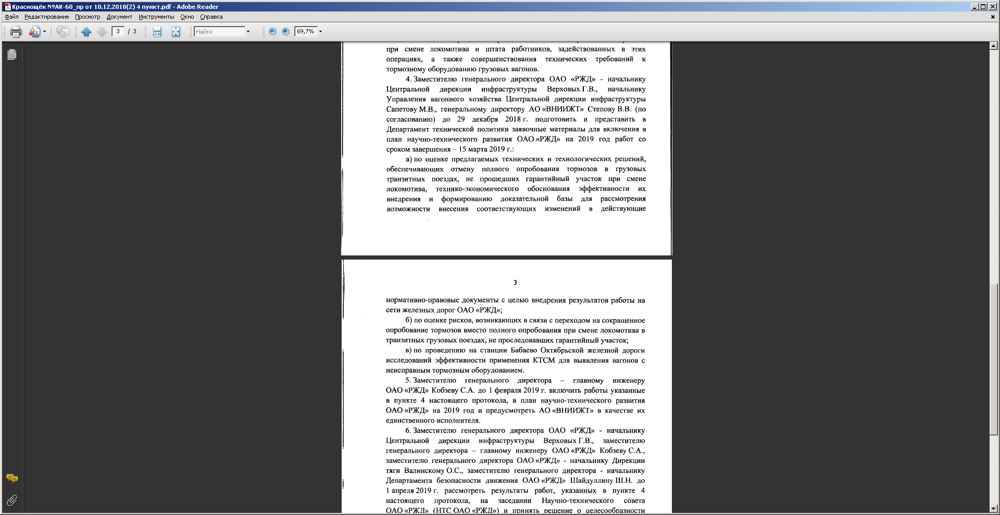 Краснощёк №АК-60_пр от 10.12.2018(2) 4 пункт.pdf - Adobe Reader
Файл Редактирование Просмотр Документ Инструменты Окно Справка
3 / 3 Найти 69,7%
при смене локомотива и штата работников, задействованных в этих
операциях, а также совершенствования технических требований к
тормозному оборудованию грузовых вагонов.
4. Заместителю генерального директора ОАО «РЖД» - начальнику
Центральной дирекции инфраструктуры Верховых Г.В., начальнику
Управления вагонного хозяйства Центральной дирекции инфраструктуры
Сапетову М.В., генеральному директору АО «ВНИИЖТ» Степову В.В. (по
согласованию) до 29 декабря 2018 г. подготовить и представить в
Департамент технической политики заявочные материалы для включения в
план научно-технического развития ОАО «РЖД» на 2019 год работ со
сроком завершения – 15 марта 2019 г.:
а) по оценке предлагаемых технических и технологических решений,
обеспечивающих отмену полного опробования тормозов в грузовых
транзитных поездах, не прошедших гарантийный участок при смене
локомотива, технико-экономического обоснования эффективности их
внедрения и формированию доказательной базы для рассмотрения
возможности внесения соответствующих изменений в действующие
3
нормативно-правовые документы с целью внедрения результатов работы на
сети железных дорог ОАО «РЖД»;
б) по оценке рисков, возникающих в связи с переходом на сокращенное
опробование тормозов вместо полного опробования при смене локомотива в
транзитных грузовых поездах, не проследовавших гарантийный участок;
в) по проведению на станции Бабаево Октябрьской железной дороги
исследований эффективности применения КТСМ для выявления вагонов с
неисправным тормозным оборудованием.
5. Заместителю генерального директора – главному инженеру
ОАО «РЖД» Кобзеву С.А. до 1 февраля 2019 г. включить работы указанные
в пункте 4 настоящего протокола, в план научно-технического развития
ОАО «РЖД» на 2019 год и предусмотреть АО «ВНИИЖТ» в качестве их
единственного исполнителя.
6. Заместителю генерального директора ОАО «РЖД» - начальнику
Центральной дирекции инфраструктуры Верховых Г.В., заместителю
генерального директора – главному инженеру ОАО «РЖД» Кобзеву С.А.,
заместителю генерального директора ОАО «РЖД» - начальнику Дирекции
тяги Валинскому О.С., заместителю генерального директора - начальнику
Департамента безопасности движения ОАО «РЖД» Шайдуллину Ш.Н. до
1 апреля 2019 г. рассмотреть результаты работ, указанных в пункте 4
настоящего протокола, на заседании Научно-технического совета
ОАО «РЖД» (НТС ОАО «РЖД») и принять решение о целесообразности